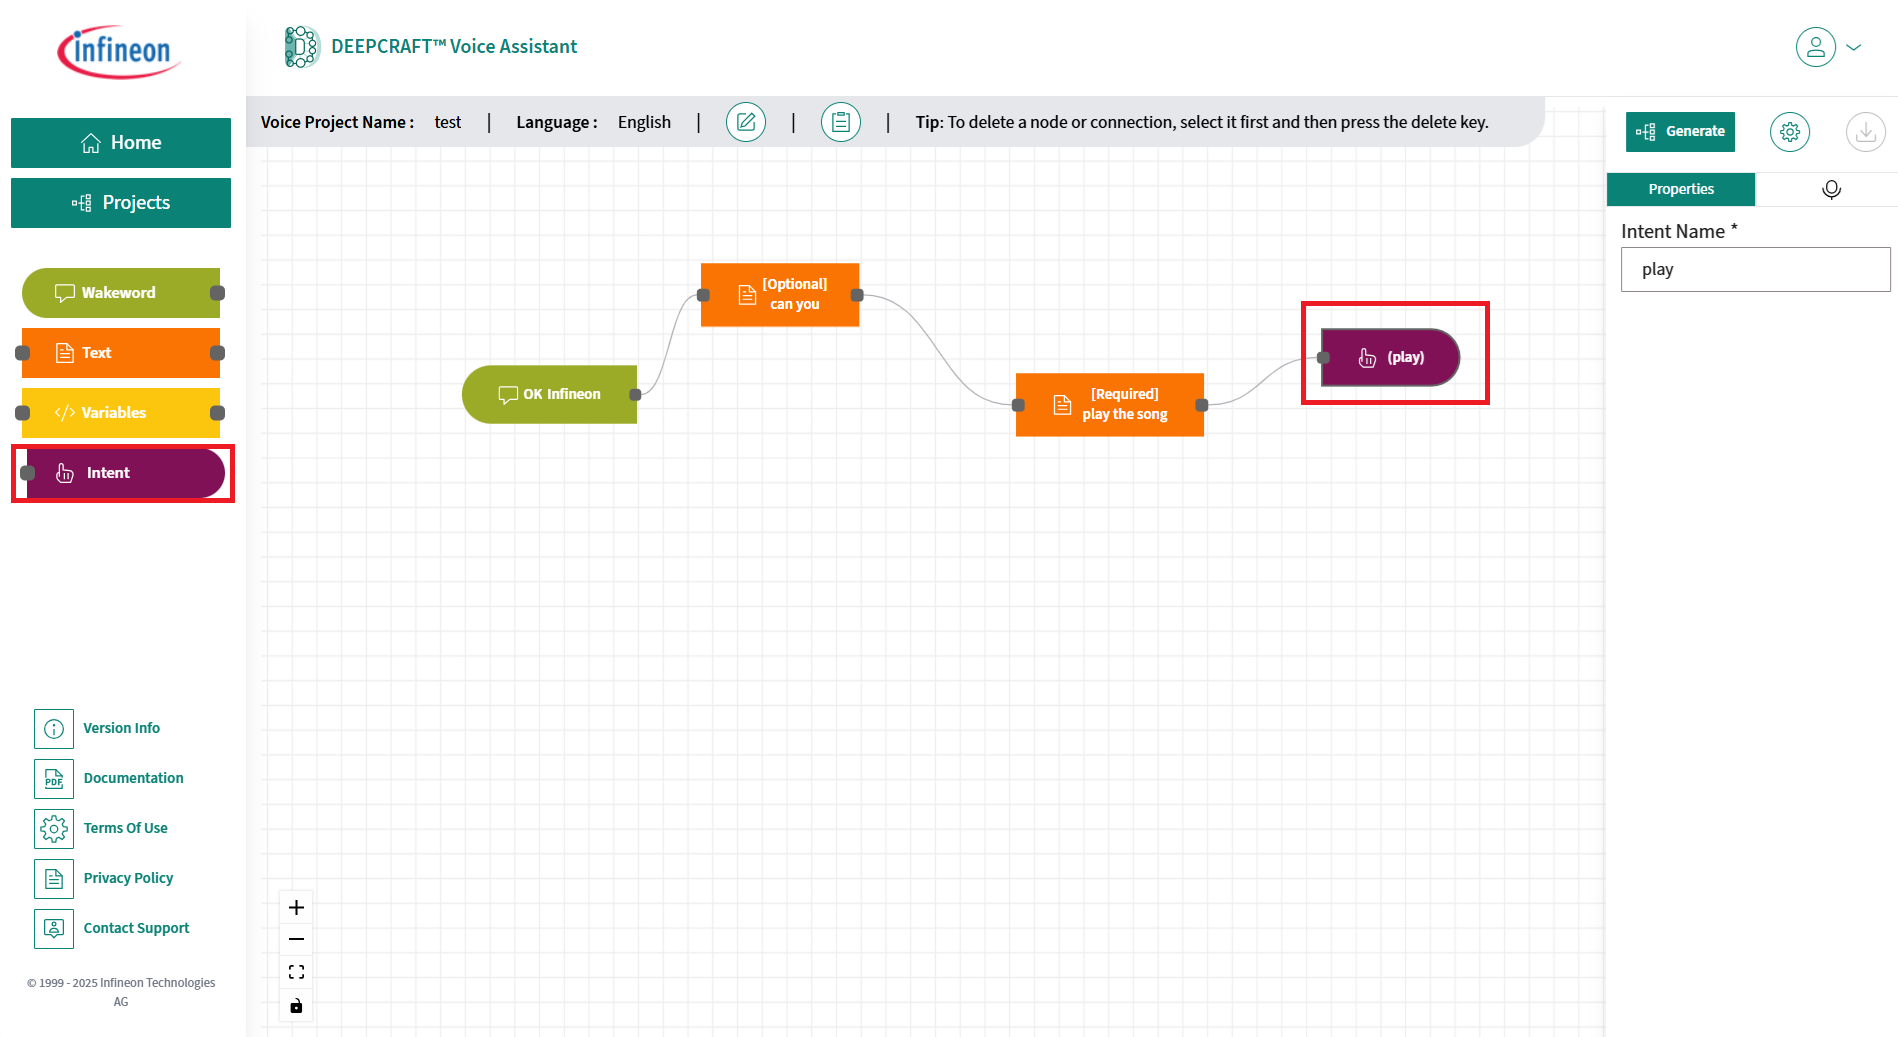 infineon
DEEPCRAFT™ Voice Assistant
Home
Projects
Voice Project Name : test | Language : English | | | Tip: To delete a node or connection, select it first and then press the delete key.
Generate
Properties
Intent Name *
play
Wakeword
Text
</> Variables
Intent
[Optional]
can you
OK Infineon
[Required]
play the song
(play)
Version Info
PDF Documentation
Terms Of Use
Privacy Policy
Contact Support
© 1999 - 2025 Infineon Technologies
AG